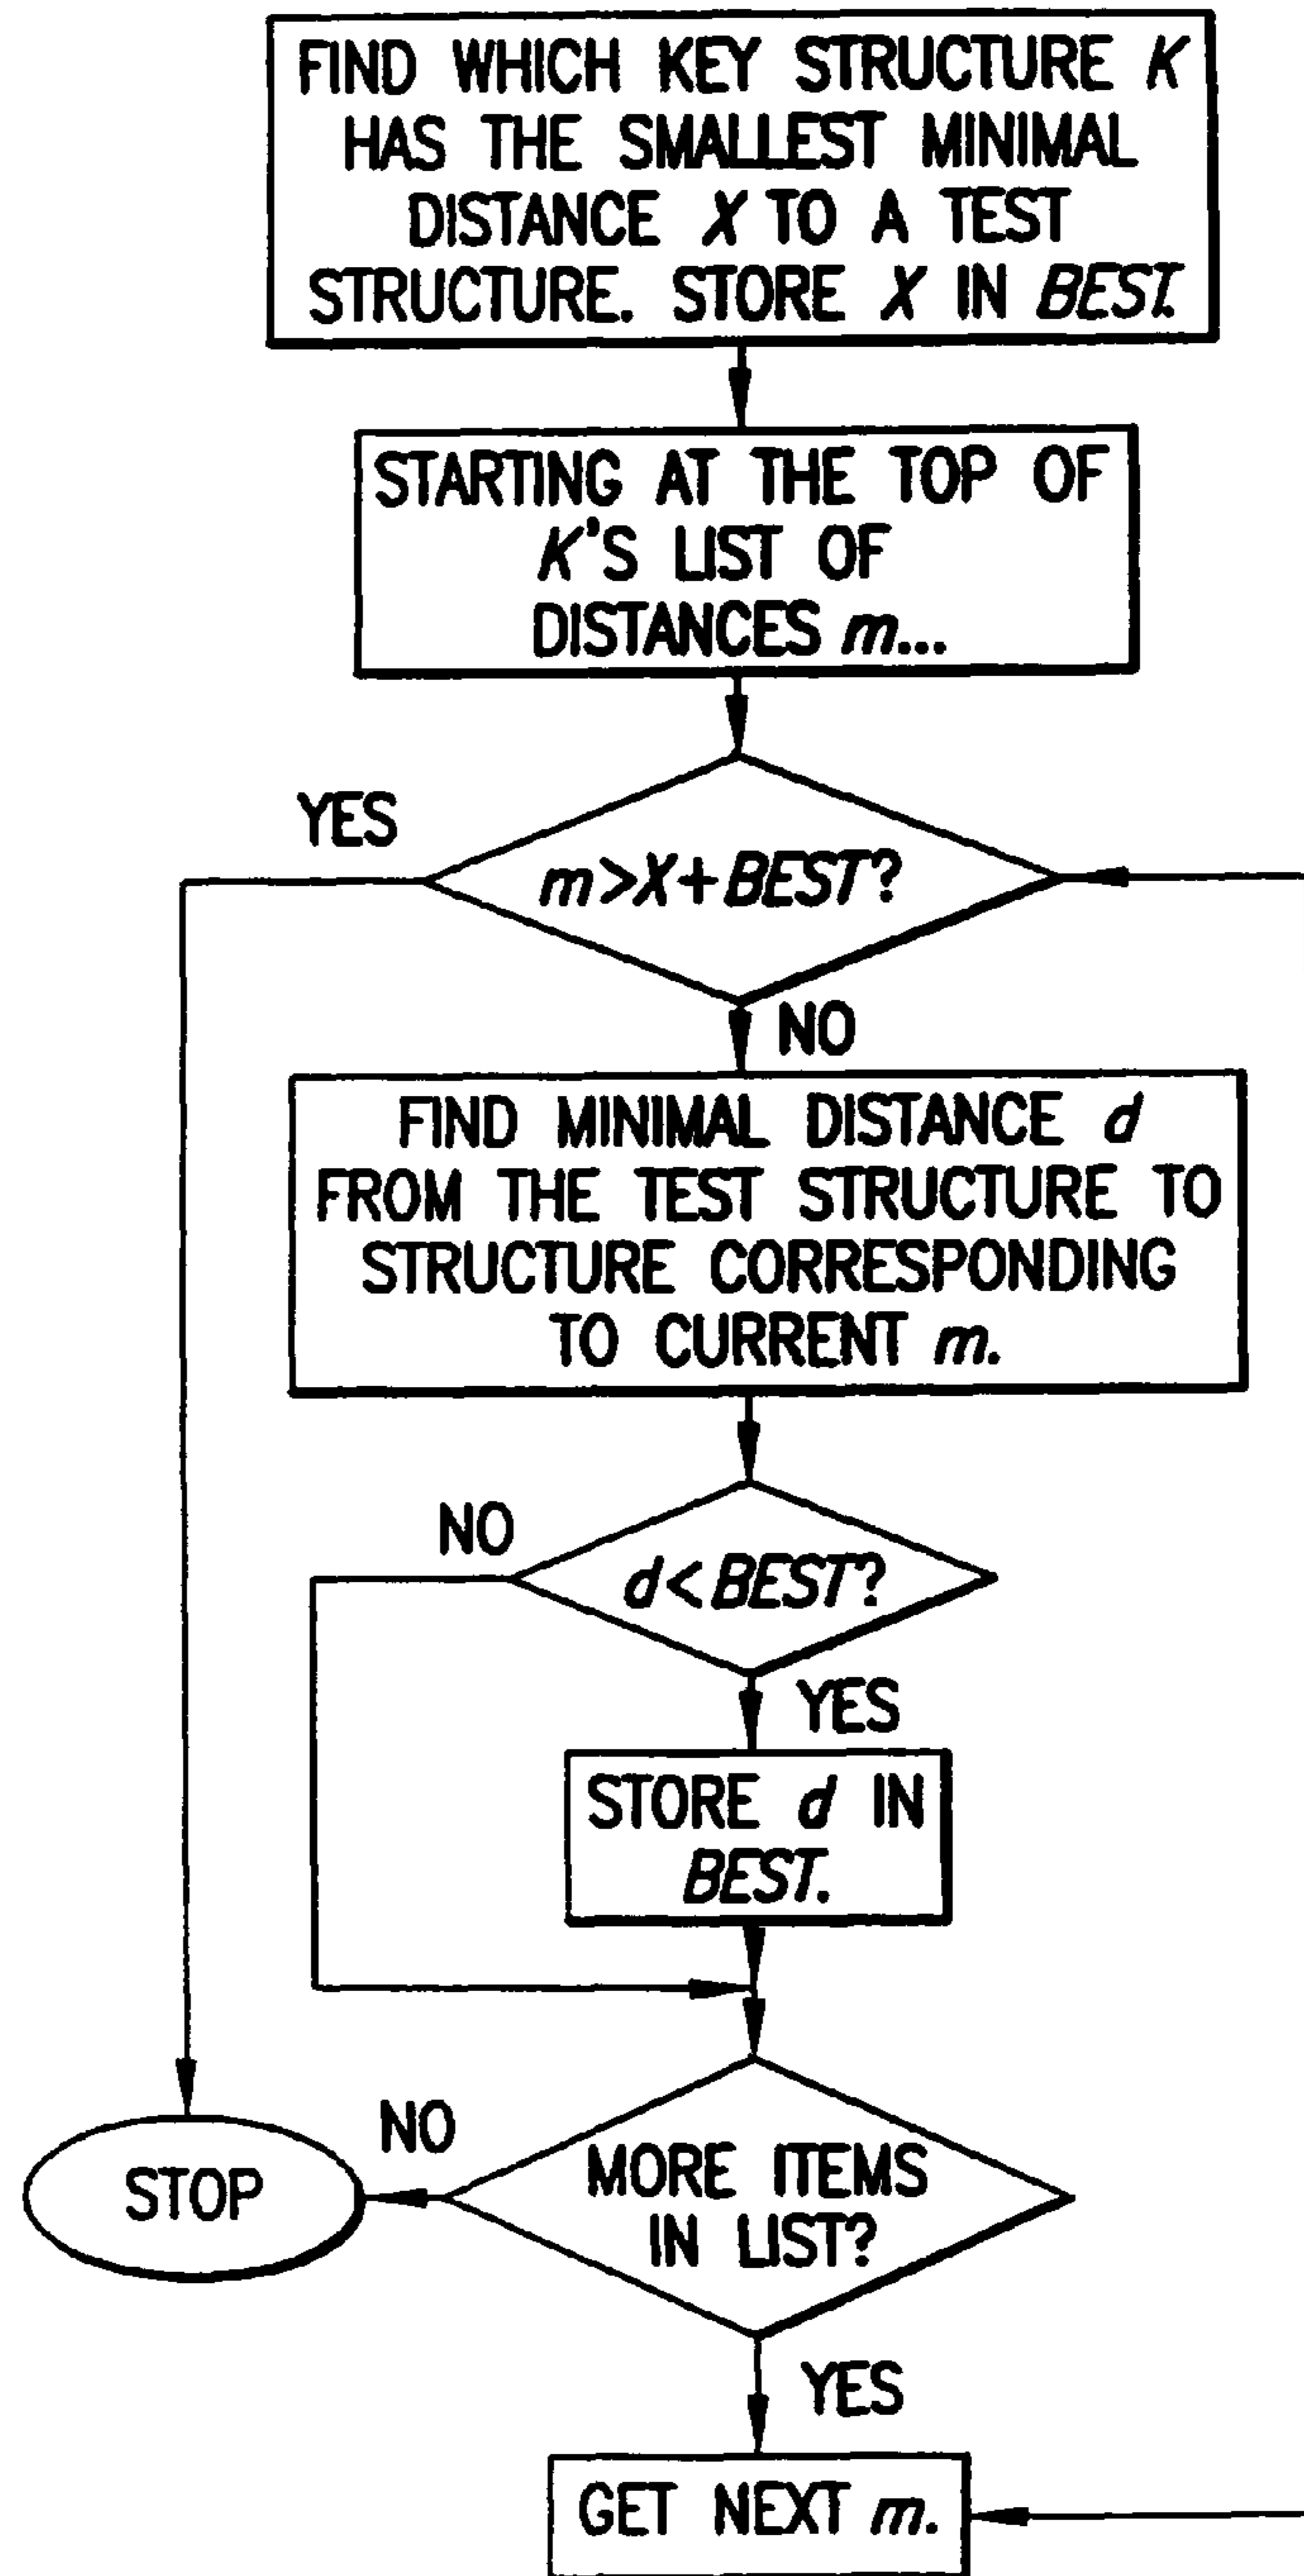 FIND WHICH KEY STRUCTURE K
HAS THE SMALLEST MINIMAL
DISTANCE X TO A TEST
STRUCTURE. STORE X IN BEST.
STARTING AT THE TOP OF
K'S LIST OF
DISTANCES m...
YES
m>X+BEST?
NO
FIND MINIMAL DISTANCE d
FROM THE TEST STRUCTURE TO
STRUCTURE CORRESPONDING
TO CURRENT m.
NO
d<BEST?
YES
STORE d IN
BEST.
NO
STOP
MORE ITEMS
IN LIST?
YES
GET NEXT m.